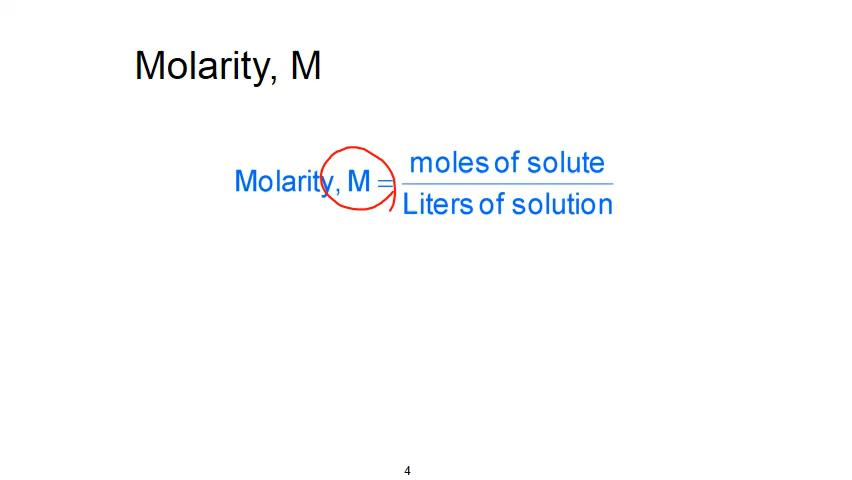 Molarity, M
Molarity, M = moles of solute
Liters of solution
4